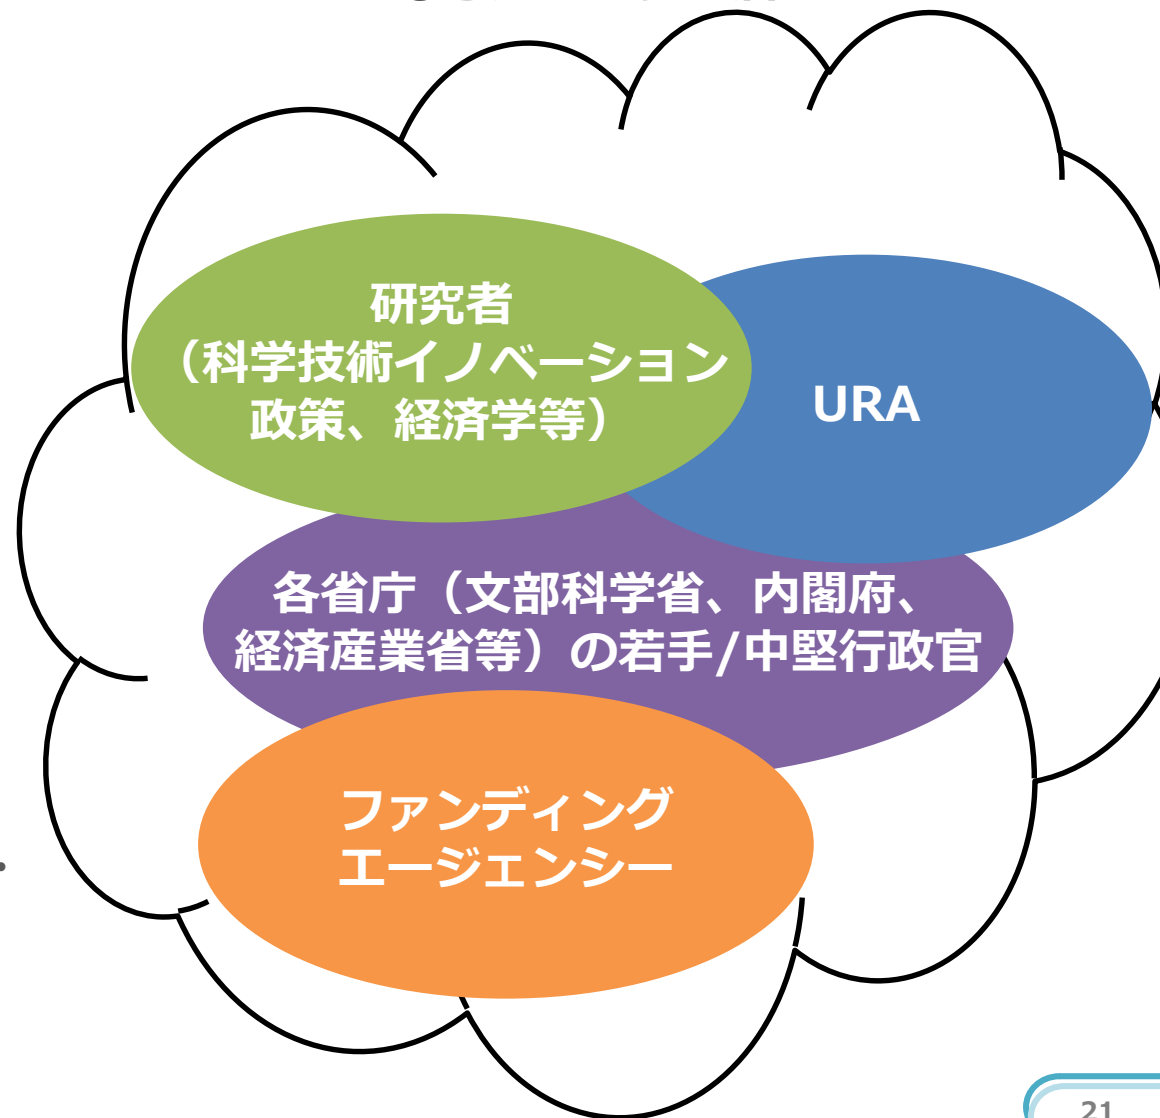 研究者
（科学技術イノベーション
政策、経済学等）
URA
各省庁（文部科学省、内閣府、
経済産業省等）の若手/中堅行政官
ファンディング
エージェンシー
21